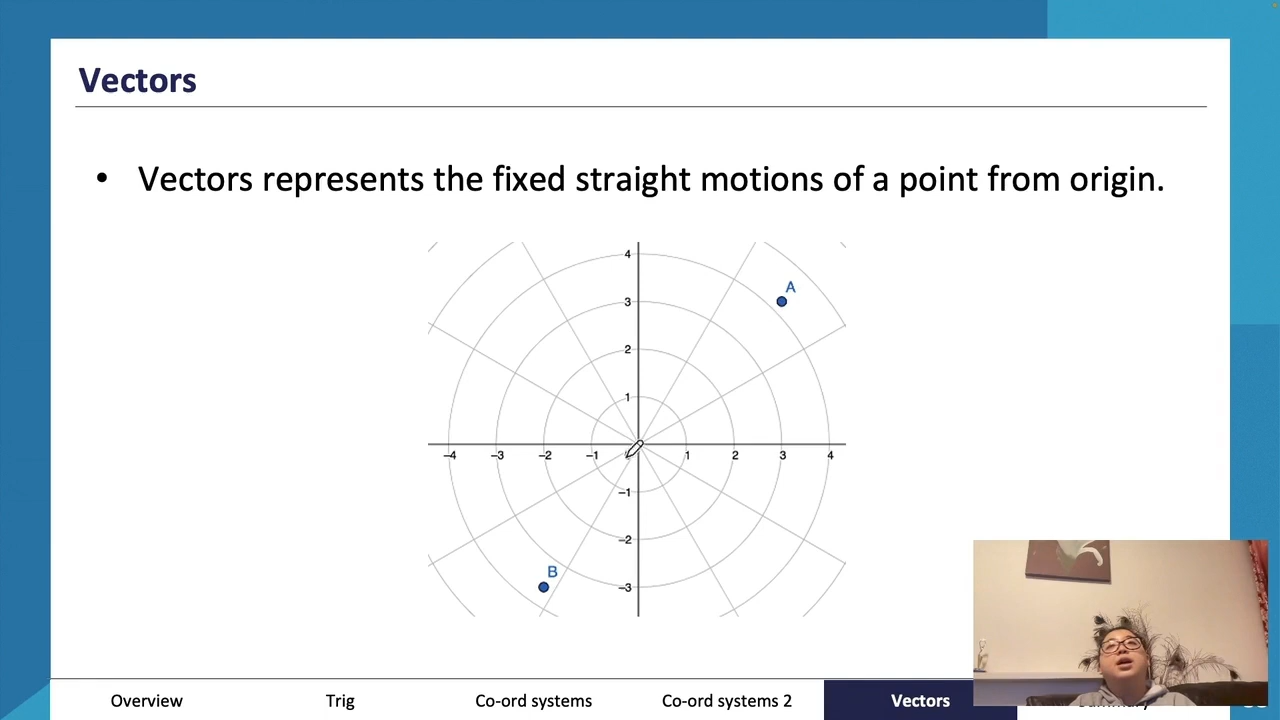 Vectors
• Vectors represents the fixed straight motions of a point from origin.
4
A
3
2
1
–4 –3 –2 –1 1 2 3 4
–1
–2
B
–3
Overview Trig Co-ord systems Co-ord systems 2 Vectors